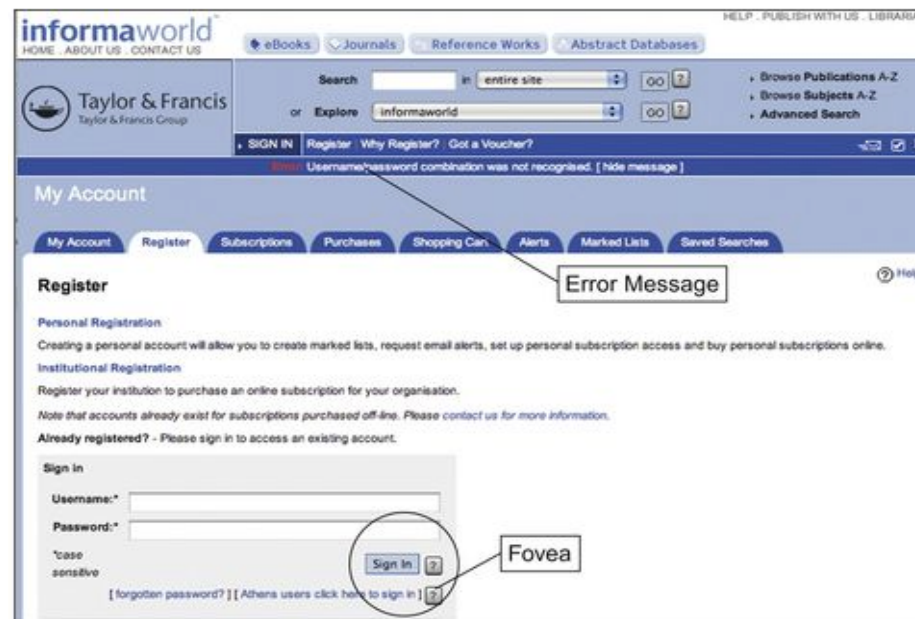 HELP . PUBLISH WITH US . LIBRARIA
informaworld™
HOME . ABOUT US . CONTACT US
eBooks Journals Reference Works Abstract Databases
Taylor & Francis
Taylor & Francis Group
Search in entire site GO ?
or Explore informaworld GO ?
Browse Publications A-Z
Browse Subjects A-Z
Advanced Search
SIGN IN Register Why Register? Got a Voucher?
Error: Username/password combination was not recognised. [ hide message ]
My Account
My Account Register Subscriptions Purchases Shopping Cart Alerts Marked Lists Saved Searches
Error Message
Register
? Hel
Personal Registration
Creating a personal account will allow you to create marked lists, request email alerts, set up personal subscription access and buy personal subscriptions online.
Institutional Registration
Register your institution to purchase an online subscription for your organisation.
Note that accounts already exist for subscriptions purchased off-line. Please contact us for more information.
Already registered? - Please sign in to access an existing account.
Sign in
Username:*
Password:*
*case
sensitive
Sign In ?
Fovea
[ forgotten password? ] [ Athens users click here to sign in ] ?